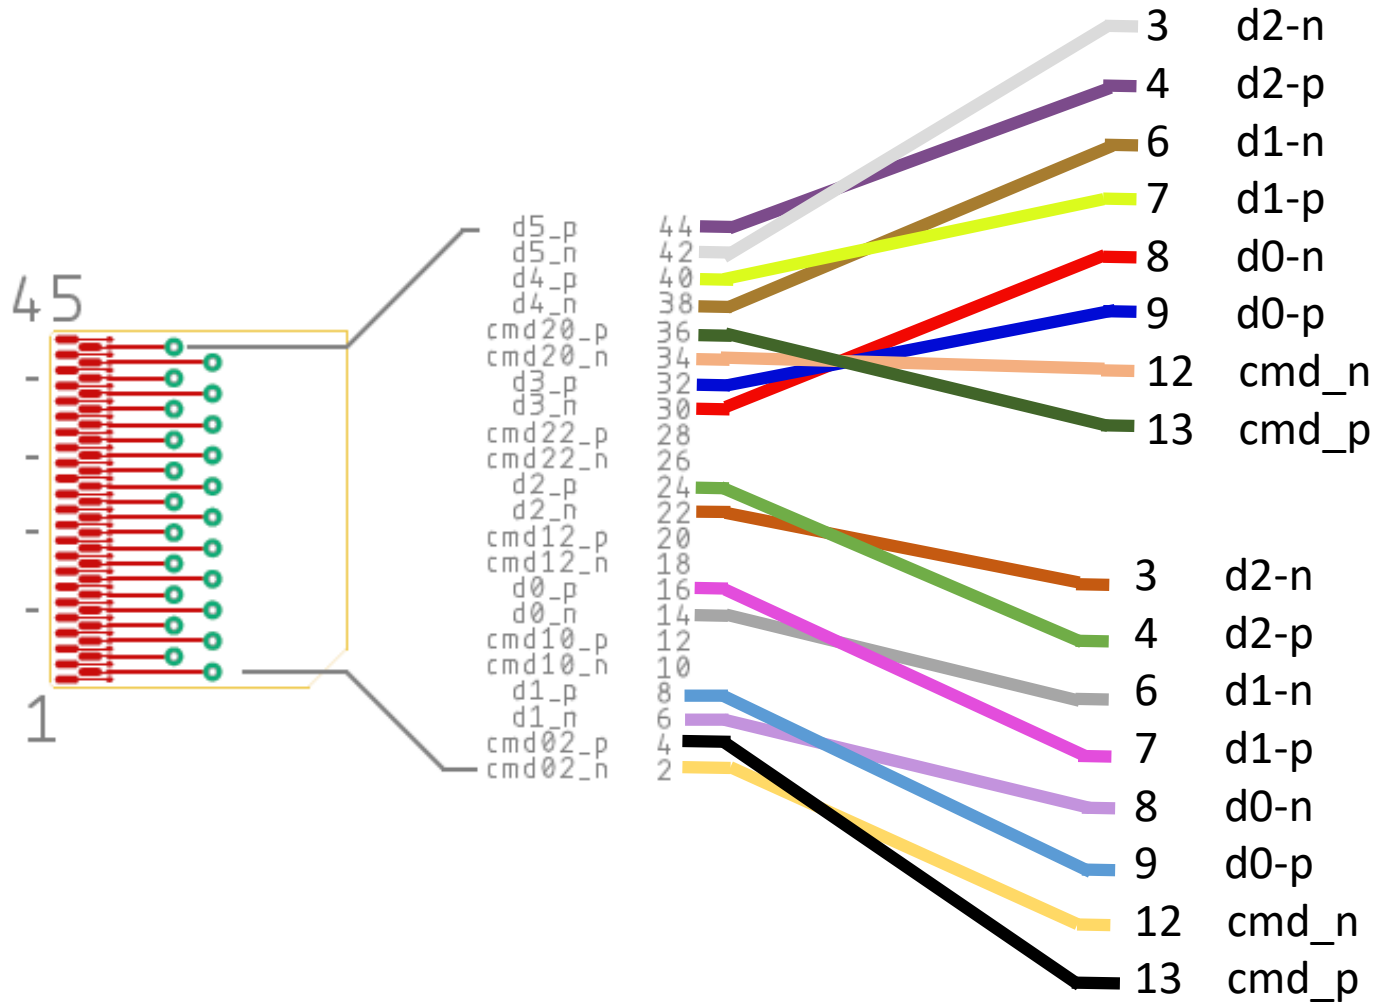 3 d2-n
4 d2-p
6 d1-n
7 d1-p
8 d0-n
9 d0-p
12 cmd_n
13 cmd_p
45
1
d5_p 44
d5_n 42
d4_p 40
d4_n 38
cmd20_p 36
cmd20_n 34
d3_p 32
d3_n 30
cmd22_p 28
cmd22_n 26
d2_p 24
d2_n 22
cmd12_p 20
cmd12_n 18
d0_p 16
d0_n 14
cmd10_p 12
cmd10_n 10
d1_p 8
d1_n 6
cmd02_p 4
cmd02_n 2
3 d2-n
4 d2-p
6 d1-n
7 d1-p
8 d0-n
9 d0-p
12 cmd_n
13 cmd_p